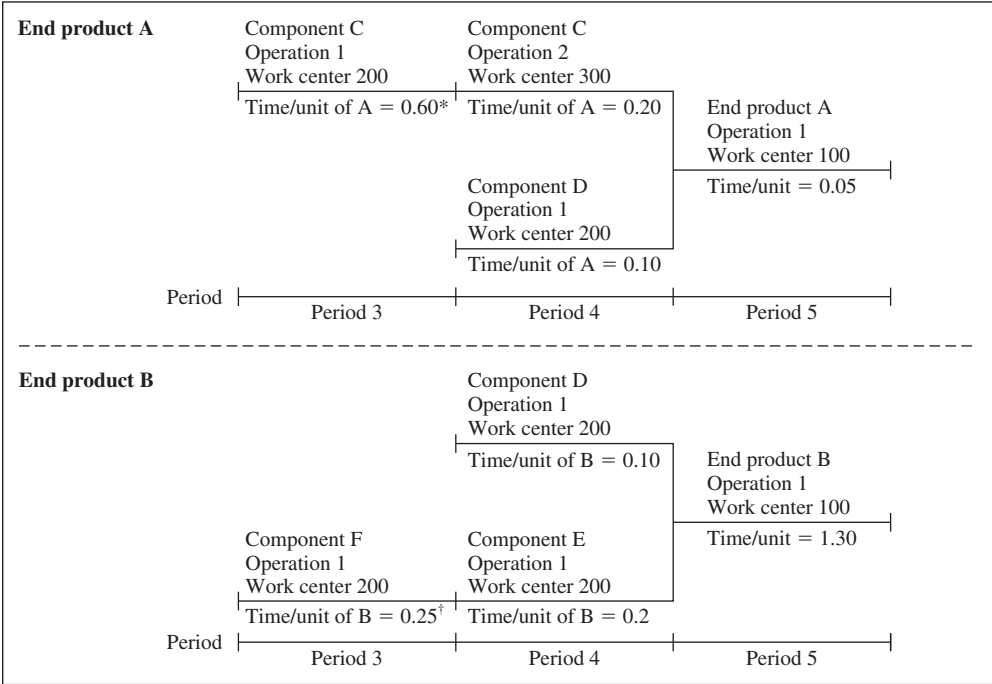 End product A
Component C
Operation 1
Work center 200
Time/unit of A = 0.60*
Component C
Operation 2
Work center 300
Time/unit of A = 0.20
Component D
Operation 1
Work center 200
Time/unit of A = 0.10
End product A
Operation 1
Work center 100
Time/unit = 0.05
Period
Period 3
Period 4
Period 5
End product B
Component D
Operation 1
Work center 200
Time/unit of B = 0.10
Component F
Operation 1
Work center 200
Time/unit of B = 0.25†
Component E
Operation 1
Work center 200
Time/unit of B = 0.2
End product B
Operation 1
Work center 100
Time/unit = 1.30
Period
Period 3
Period 4
Period 5